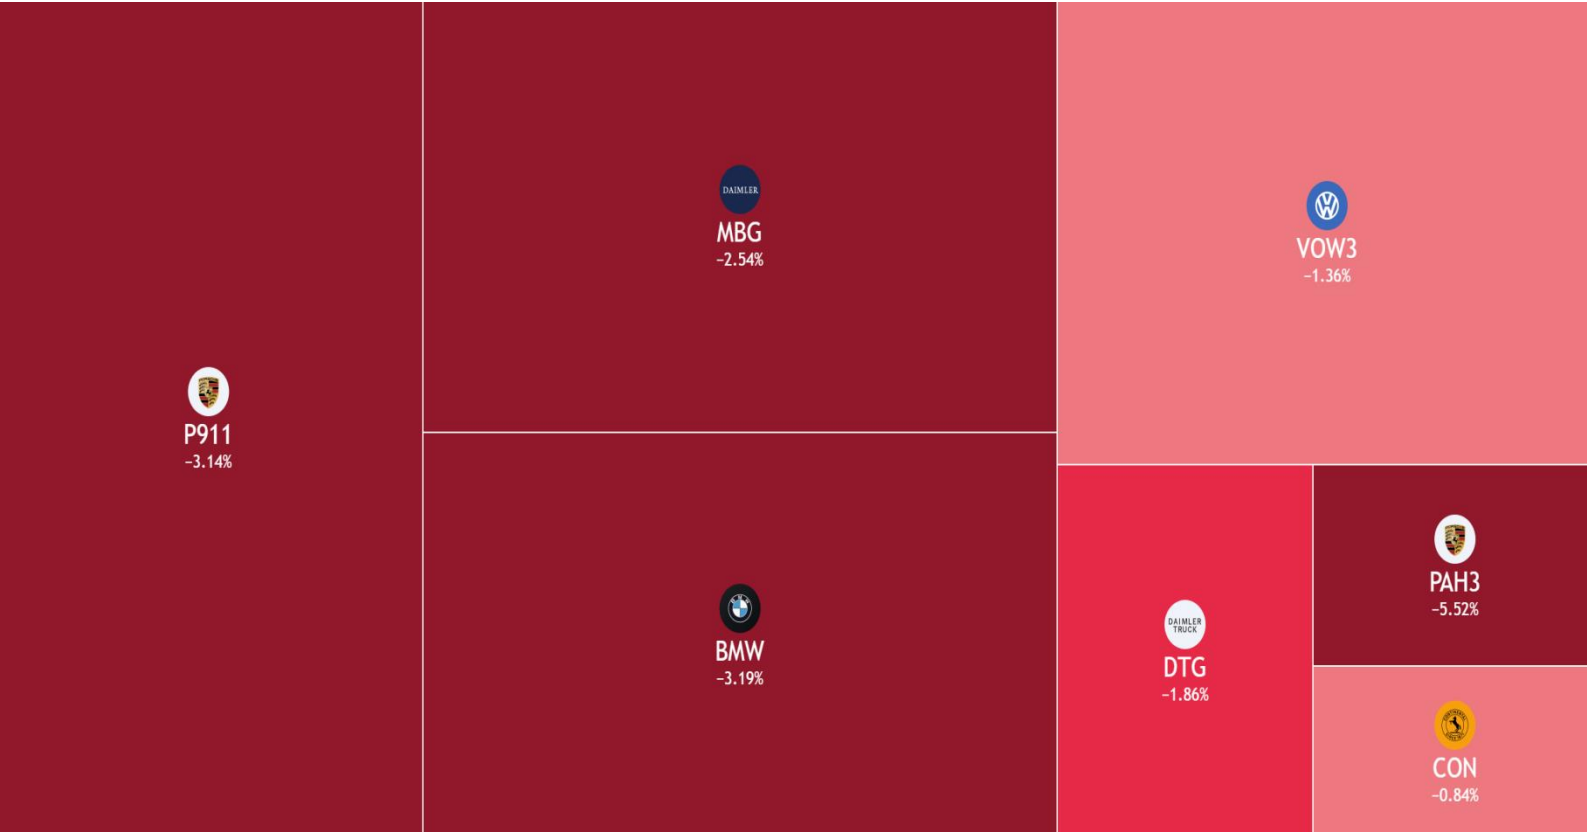 P911
−3.14%
DAIMLER
MBG
−2.54%
BMW
−3.19%
VOW3
−1.36%
DAIMLER
TRUCK
DTG
−1.86%
PAH3
−5.52%
CON
−0.84%